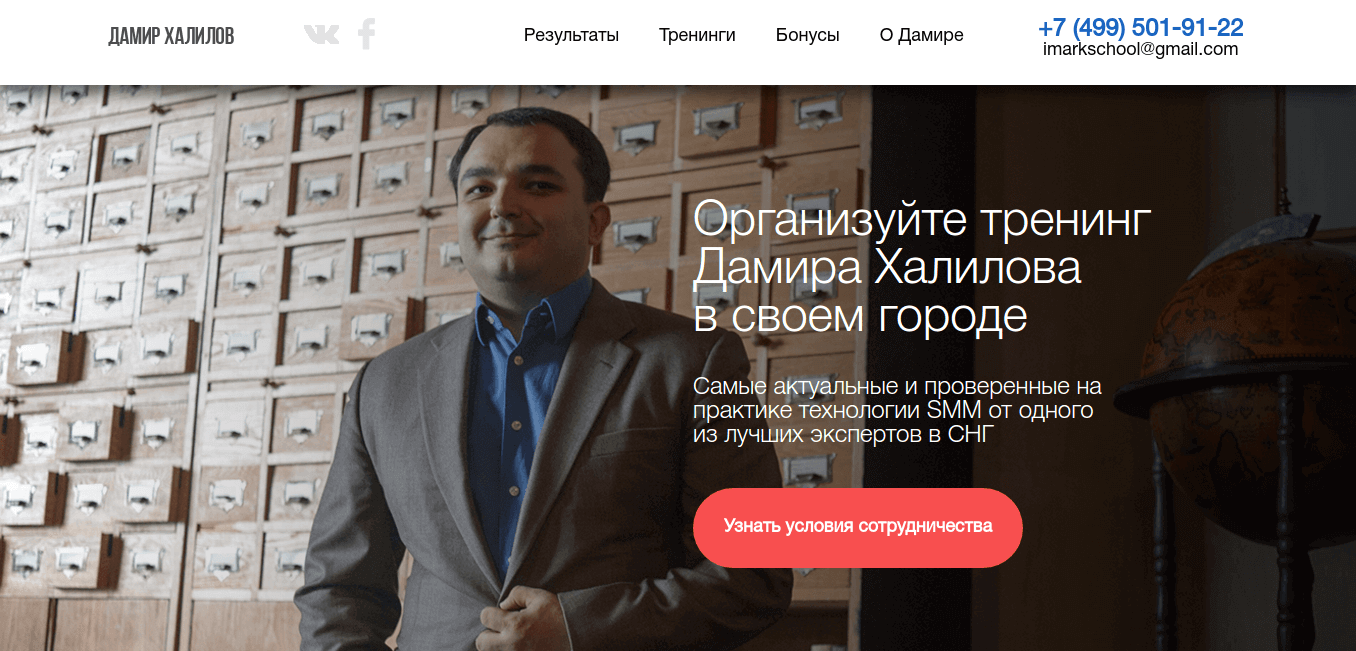 ДАМИР ХАЛИЛОВ
Результаты Тренинги Бонусы О Дамире
+7 (499) 501-91-22
imarkschool@gmail.com
Организуйте тренинг
Дамира Халилова
в своем городе
Самые актуальные и проверенные на
практике технологии SMM от одного
из лучших экспертов в СНГ
Узнать условия сотрудничества